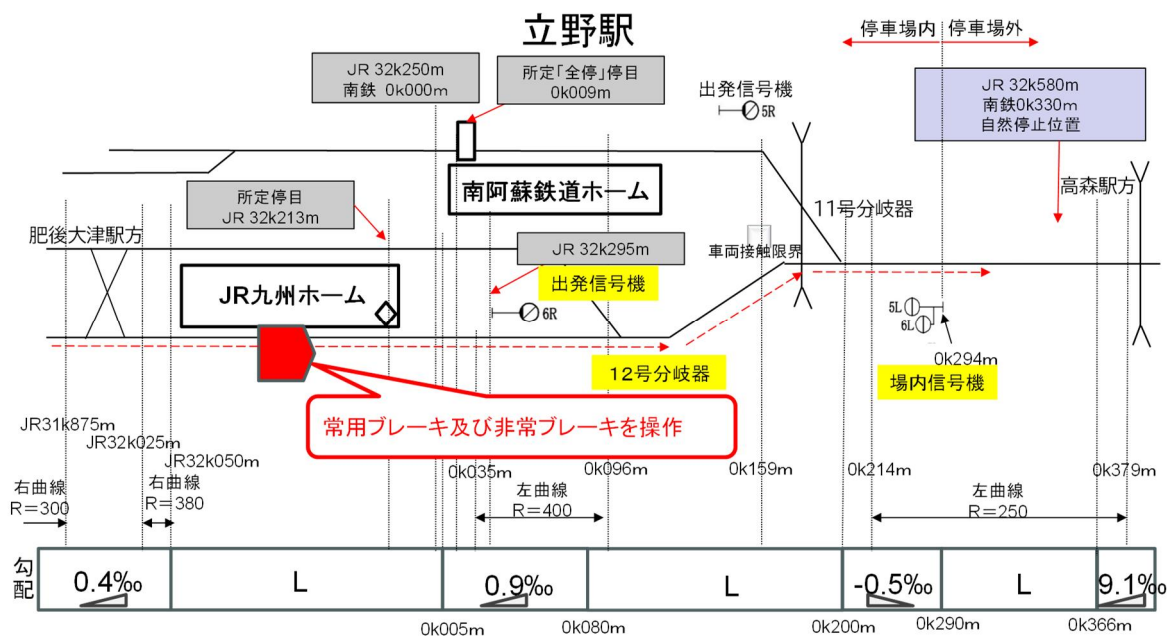 立野駅
停車場内
停車場外
JR 32k250m
南鉄 0k000m
所定「全停」停目
0k009m
出発信号機
5R
JR 32k580m
南鉄0k330m
自然停止位置
南阿蘇鉄道ホーム
高森駅方
所定停目
JR 32k213m
11号分岐器
肥後大津駅方
JR 32k295m
車両接触限界
JR九州ホーム
出発信号機
6R
5L
6L
0k294m
12号分岐器
場内信号機
常用ブレーキ及び非常ブレーキを操作
JR31k875m
JR32k025m
JR32k050m
0k035m
0k096m
0k159m
0k214m
0k379m
右曲線
R=300
右曲線
R=380
左曲線
R=400
左曲線
R=250
勾配
0.4‰
L
0.9‰
L
-0.5‰
L
9.1‰
0k005m
0k080m
0k200m
0k290m
0k366m